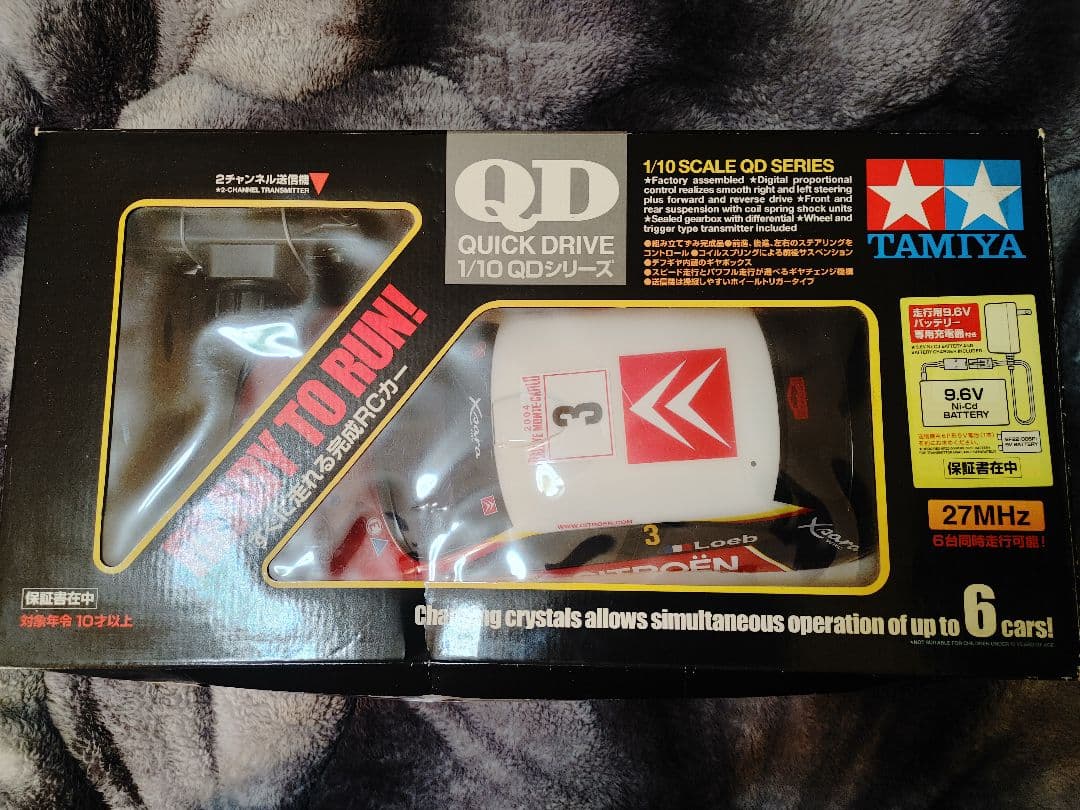 2チャンネル送信機
★2-CHANNEL TRANSMITTER
QD
QUICK DRIVE
1/10 QDシリーズ
1/10 SCALE QD SERIES
★Factory assembled ★Digital proportional
control realizes smooth right and left steering
plus forward and reverse drive ★Front and
rear suspension with coil spring shock units
★Sealed gearbox with differential ★Wheel and
trigger type transmitter included
●組み立てずみ完成品●前進、後進、左右のステアリングを
コントロール●コイルスプリングによる前後サスペンション
●デフギヤ内蔵のギヤボックス
●スピード走行とパワフル走行が選べるギヤチェンジ機構
●送信機は操縦しやすいホイールトリガータイプ
TAMIYA
READY TO RUN!
すぐに走れる完成RCカー
走行用9.6V
バッテリー
専用充電器付き
9.6V
Ni-Cd
BATTERY
保証書在中
27MHz
6台同時走行可能!
Xsara
2004
3
WWW.CITROEN.COM
3
Loeb
CITROËN
Xsara
保証書在中
対象年令 10才以上
Changing crystals allows simultaneous operation of up to 6 cars!